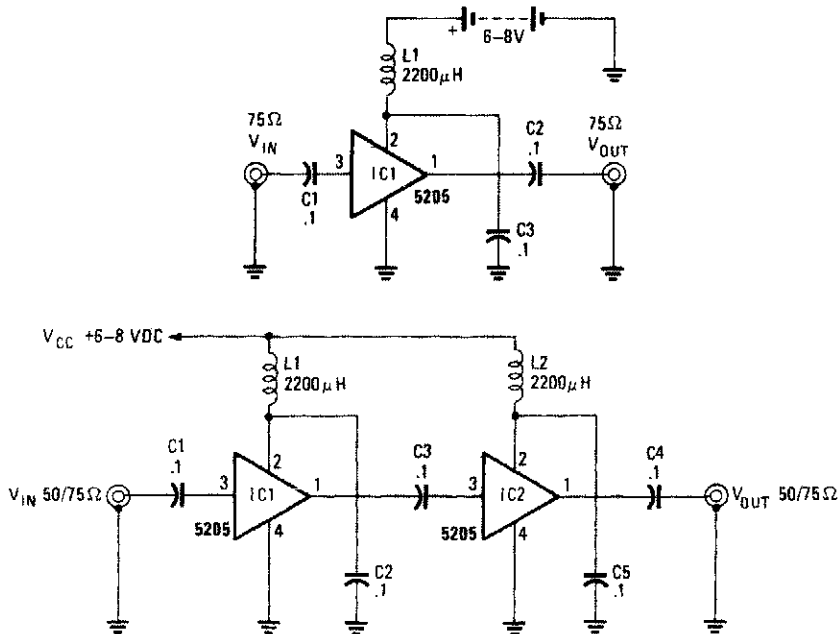 +
6–8V
L1
2200μH
75Ω
V_IN
C1
.1
3
2
IC1
1
4
5205
C2
.1
75Ω
V_OUT
C3
.1
V_CC +6–8 VDC
L1
2200μH
L2
2200μH
V_IN 50/75Ω
C1
.1
3
2
IC1
1
4
5205
C2
.1
C3
.1
3
2
IC2
1
4
5205
C5
.1
C4
.1
V_OUT 50/75Ω